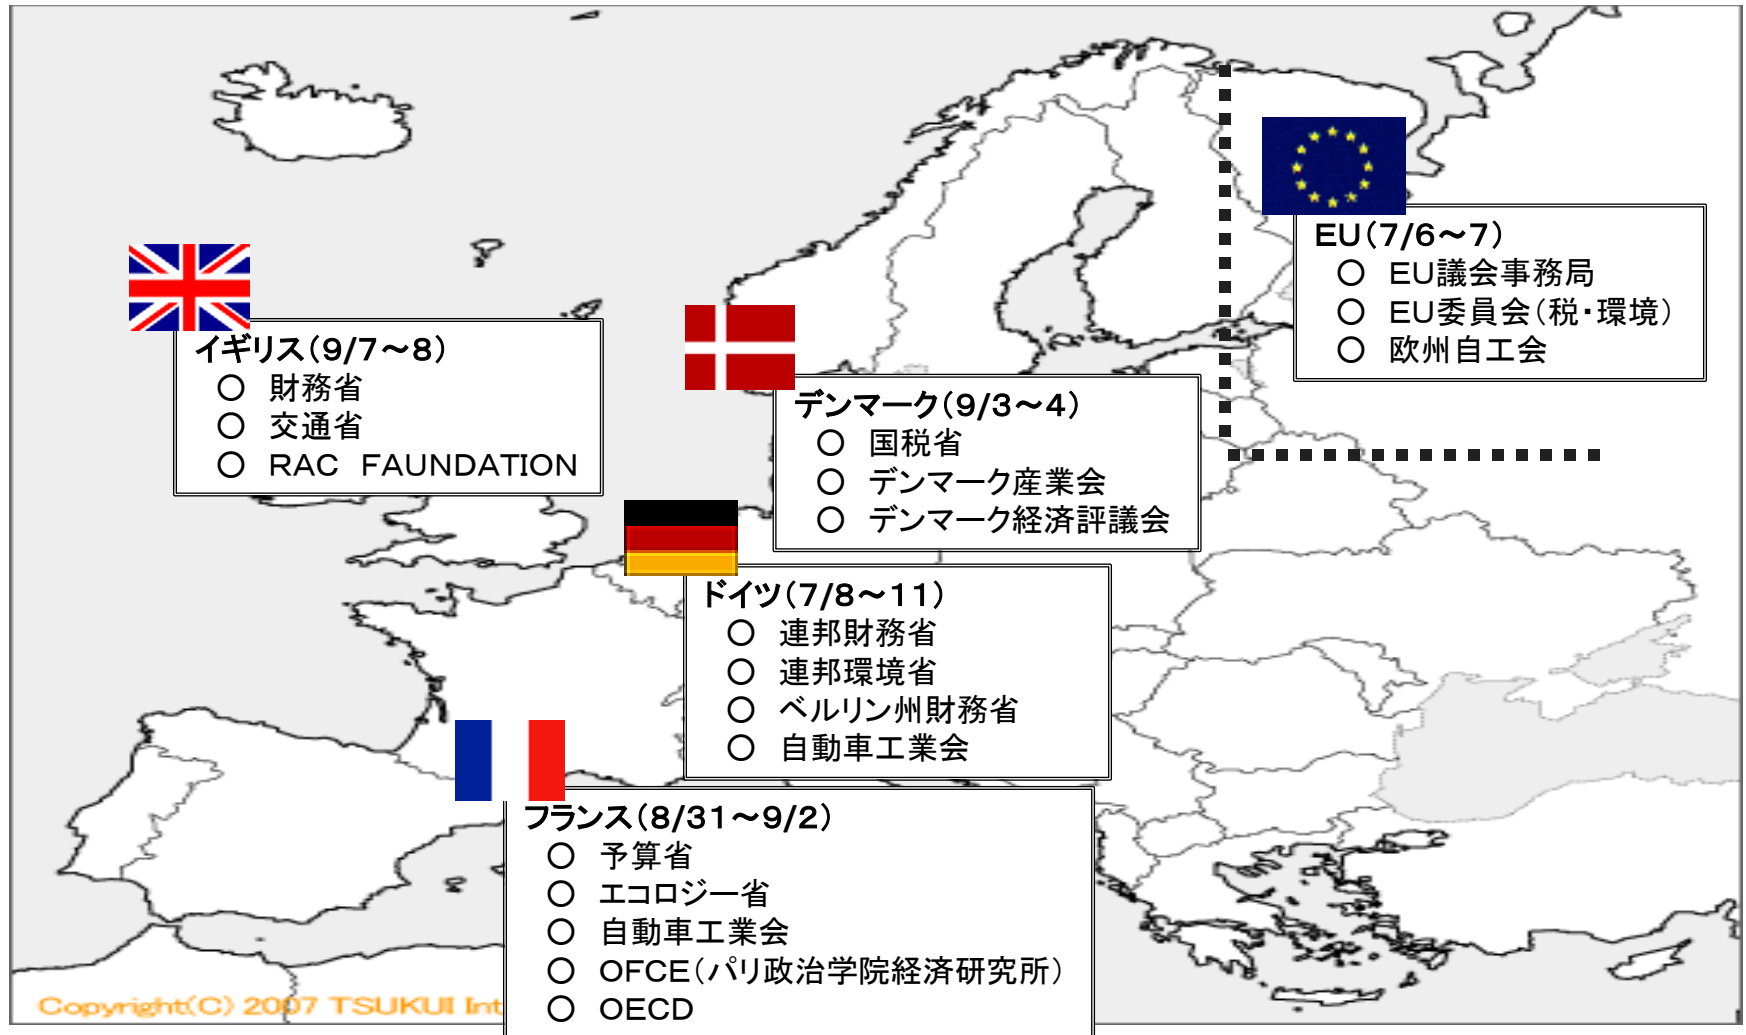 EU(7/6~7)
○ EU議会事務局
○ EU委員会(税・環境)
○ 欧州自工会
イギリス(9/7~8)
○ 財務省
○ 交通省
○ RAC FAUNDATION
デンマーク(9/3~4)
○ 国税省
○ デンマーク産業会
○ デンマーク経済評議会
ドイツ(7/8~11)
○ 連邦財務省
○ 連邦環境省
○ ベルリン州財務省
○ 自動車工業会
フランス(8/31~9/2)
○ 予算省
○ エコロジー省
○ 自動車工業会
○ OFCE(パリ政治学院経済研究所)
○ OECD
Copyright(C) 2007 TSUKUI Int